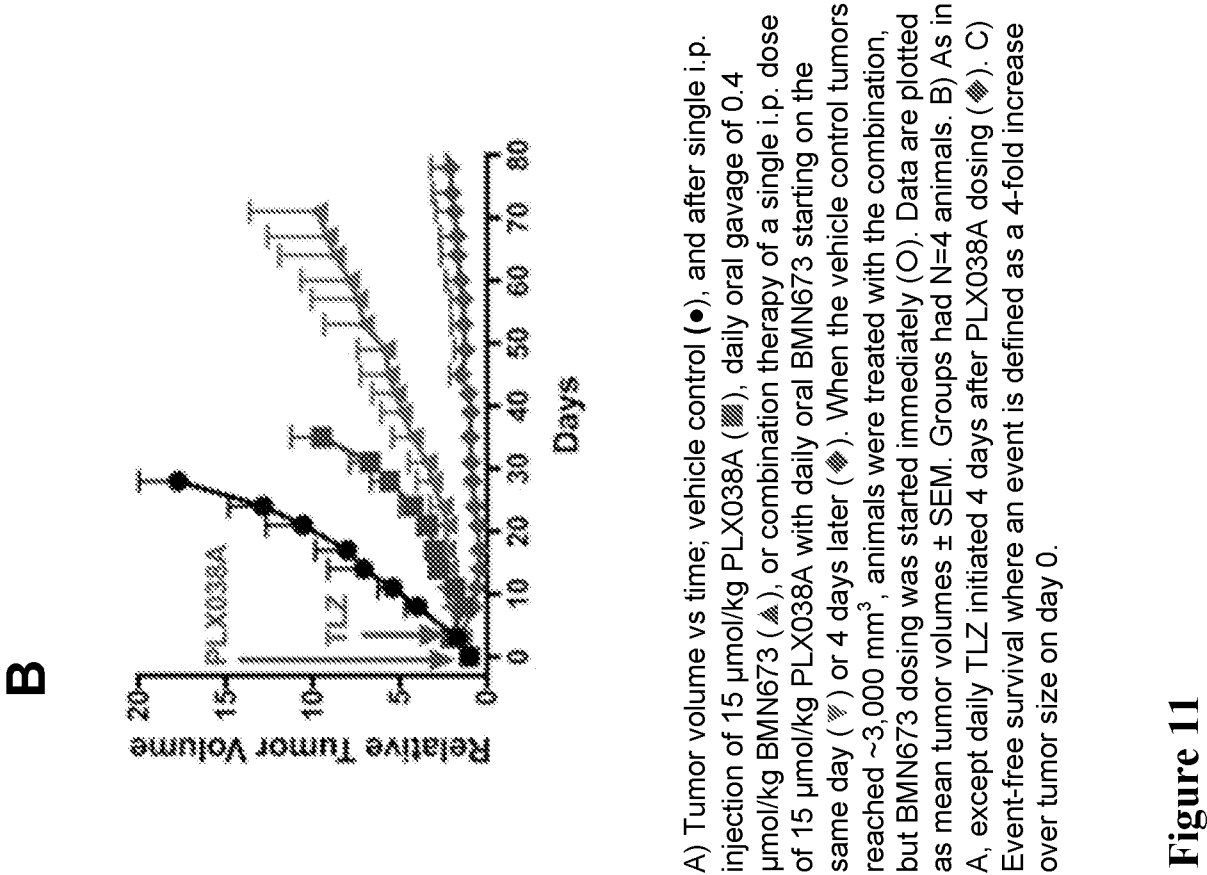 B
Relative Tumor Volume
20
15
10
5
0
PLX038A
TLZ
0 10 20 30 40 50 60 70 80
Days
A) Tumor volume vs time; vehicle control (●), and after single i.p.
injection of 15 μmol/kg PLX038A (■), daily oral gavage of 0.4
μmol/kg BMN673 (▲), or combination therapy of a single i.p. dose
of 15 μmol/kg PLX038A with daily oral BMN673 starting on the
same day (▼) or 4 days later (◆). When the vehicle control tumors
reached ~3,000 mm³, animals were treated with the combination,
but BMN673 dosing was started immediately (O). Data are plotted
as mean tumor volumes ± SEM. Groups had N=4 animals. B) As in
A, except daily TLZ initiated 4 days after PLX038A dosing (◆). C)
Event-free survival where an event is defined as a 4-fold increase
over tumor size on day 0.
Figure 11